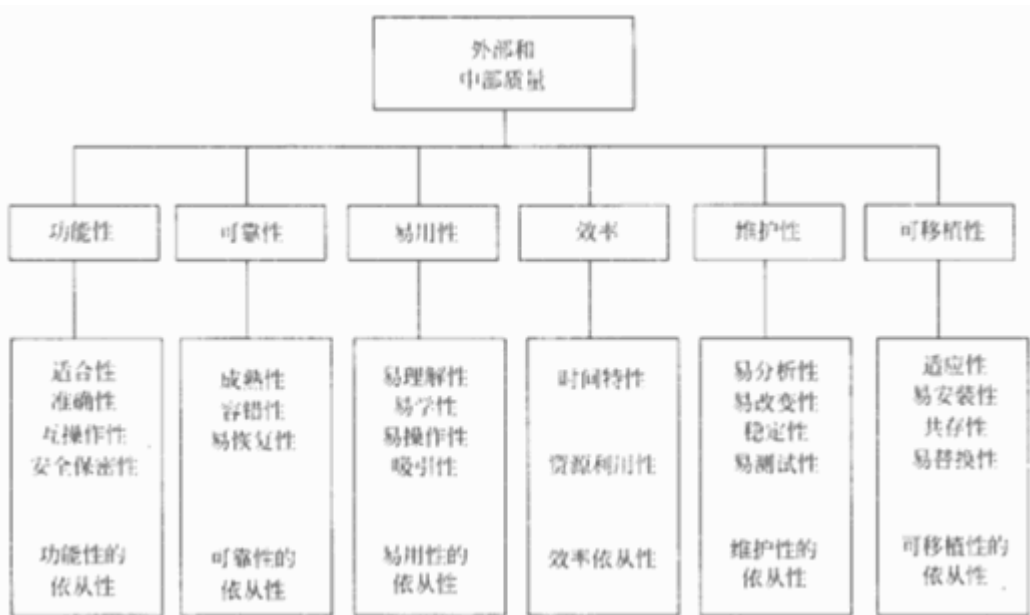 外部和
中部质量
功能性
可靠性
易用性
效率
维护性
可移植性
适合性
准确性
互操作性
安全保密性
功能性的
依从性
成熟性
容错性
易恢复性
可靠性的
依从性
易理解性
易学性
易操作性
吸引性
易用性的
依从性
时间特性
资源利用性
效率依从性
易分析性
易改变性
稳定性
易测试性
维护性的
依从性
适应性
易安装性
共存性
易替换性
可移植性的
依从性